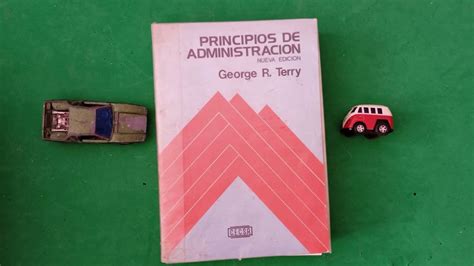 PRINCIPIOS DE
ADMINISTRACION
NUEVA EDICION
George R. Terry
CECSA